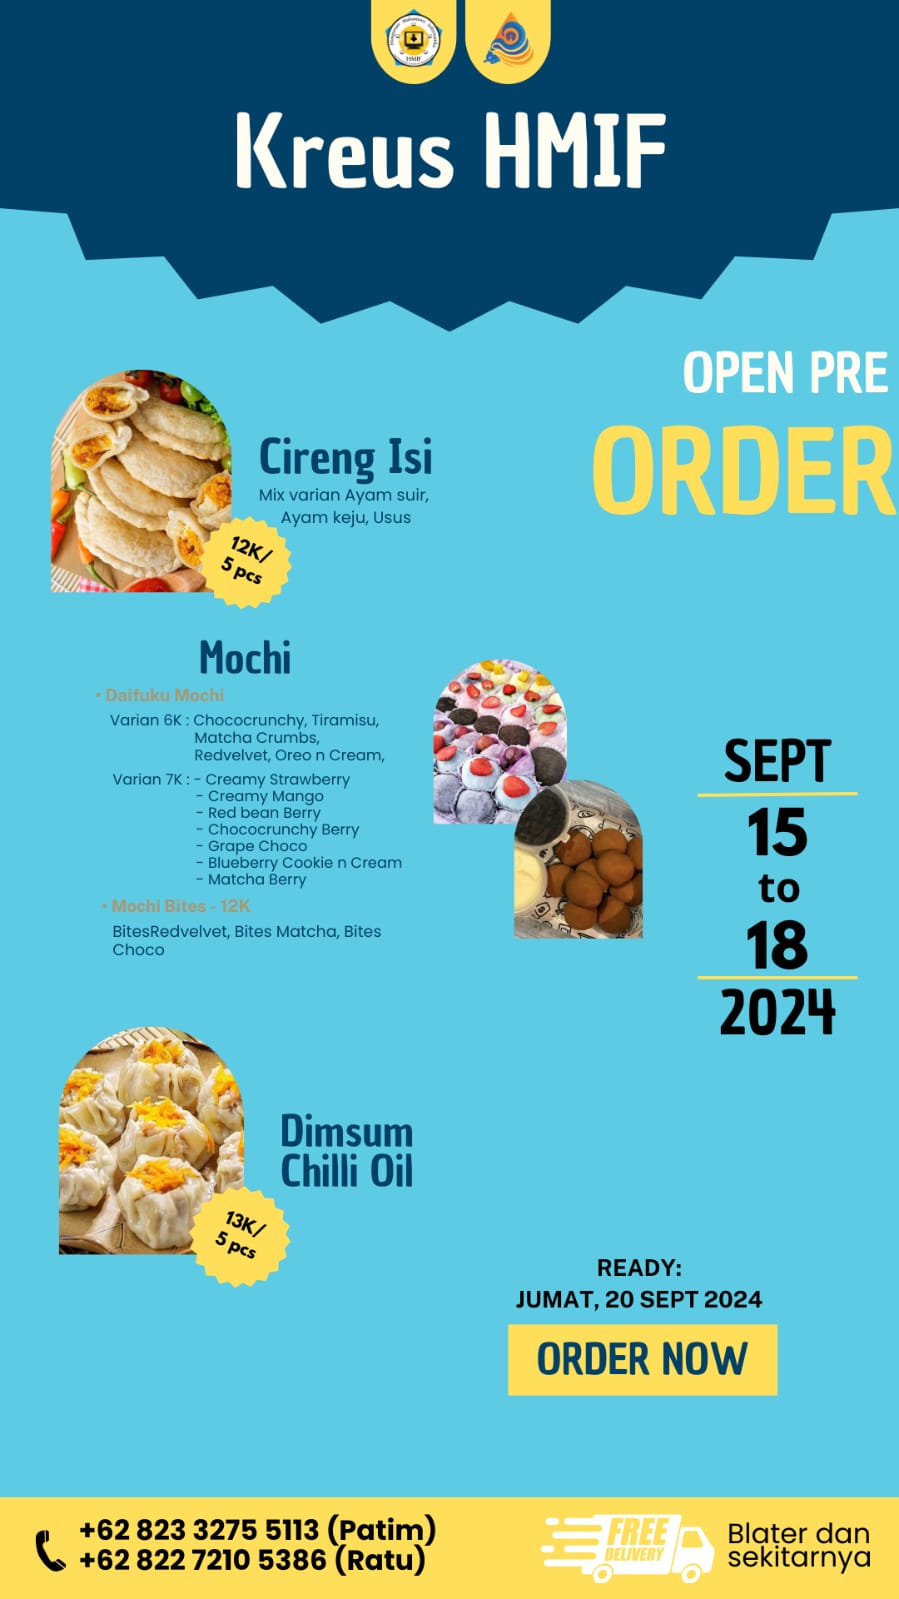 HMIF
Kreus HMIF
OPEN PRE
ORDER
Cireng Isi
Mix varian Ayam suir,
Ayam keju, Usus
12K/
5 pcs
Mochi
• Daifuku Mochi
Varian 6K : Chococrunchy, Tiramisu,
Matcha Crumbs,
Redvelvet, Oreo n Cream,
Varian 7K : - Creamy Strawberry
- Creamy Mango
- Red bean Berry
- Chococrunchy Berry
- Grape Choco
- Blueberry Cookie n Cream
- Matcha Berry
• Mochi Bites - 12K
BitesRedvelvet, Bites Matcha, Bites
Choco
SEPT
15
to
18
2024
Dimsum
Chilli Oil
13K/
5 pcs
READY:
JUMAT, 20 SEPT 2024
ORDER NOW
+62 823 3275 5113 (Patim)
+62 822 7210 5386 (Ratu)
FREE
DELIVERY
Blater dan
sekitarnya